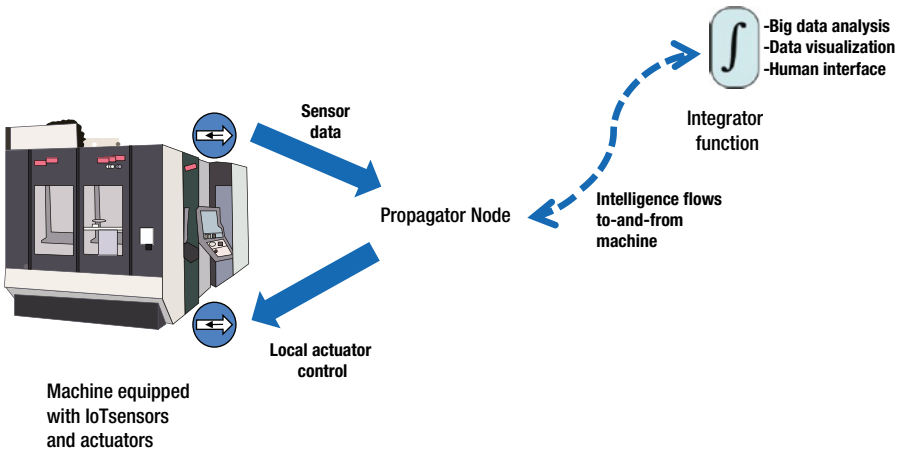 -Big data analysis
-Data visualization
-Human interface
Integrator
function
Sensor
data
Propagator Node
Intelligence flows
to-and-from
machine
Local actuator
control
Machine equipped
with IoTsensors
and actuators